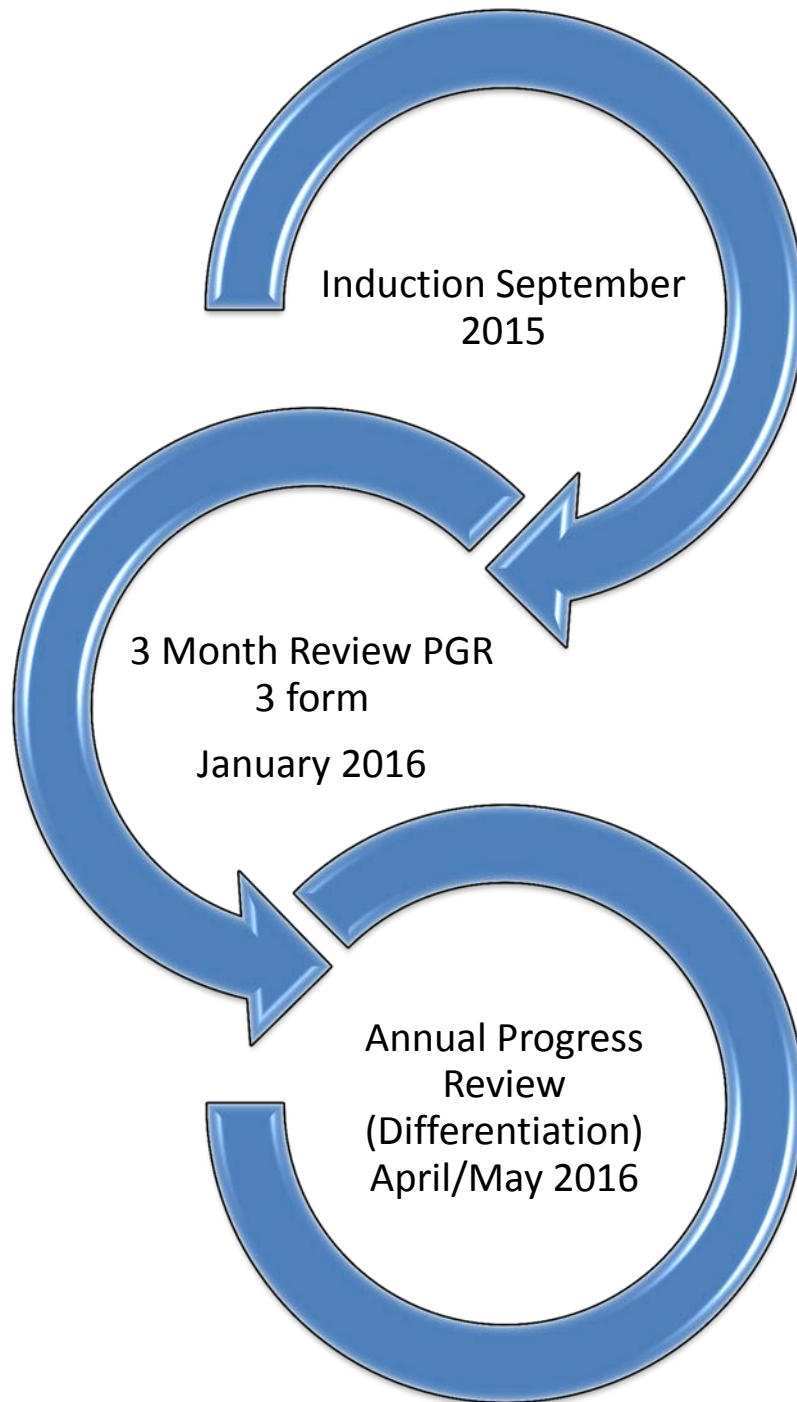 Induction September
2015
3 Month Review PGR
3 form
January 2016
Annual Progress
Review
(Differentiation)
April/May 2016